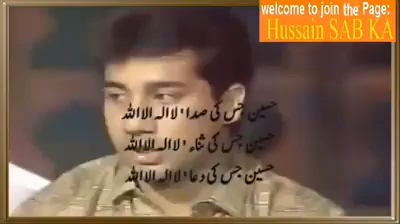 welcome to join the Page:
Hussain SAB KA
حسین جس کی صدا' لا الہ الا اللہ
حسین جس کی ثناء' لا الہ الا اللہ
حسین جس کی دعا' لا الہ الا اللہ